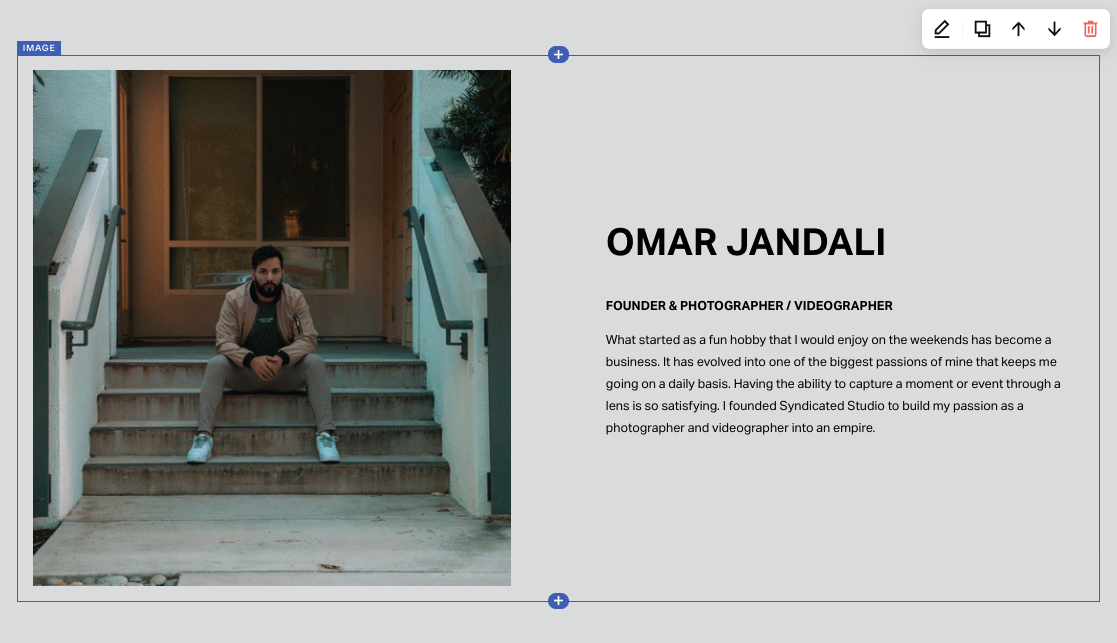 IMAGE
OMAR JANDALI
FOUNDER & PHOTOGRAPHER / VIDEOGRAPHER
What started as a fun hobby that I would enjoy on the weekends has become a
business. It has evolved into one of the biggest passions of mine that keeps me
going on a daily basis. Having the ability to capture a moment or event through a
lens is so satisfying. I founded Syndicated Studio to build my passion as a
photographer and videographer into an empire.